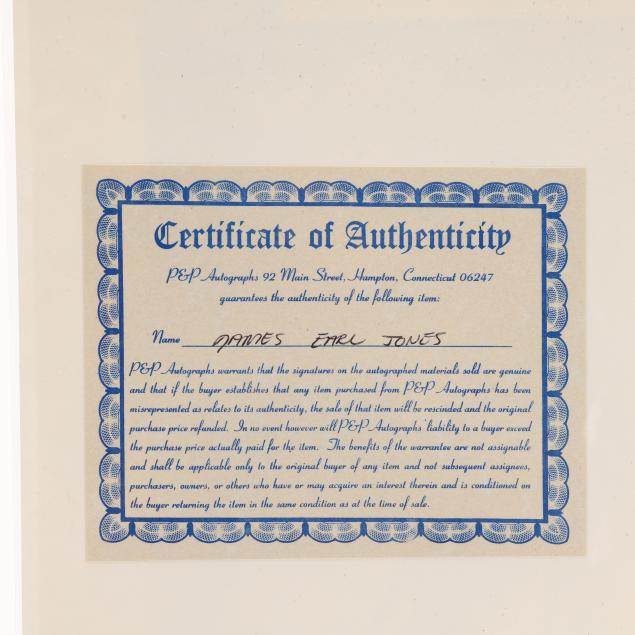 Certificate of Authenticity
P&P Autographs 92 Main Street, Hampton, Connecticut 06247
guarantees the authenticity of the following item:
Name JAMES EARL JONES
P&P Autographs warrants that the signatures on the autographed materials sold are genuine
and that if the buyer establishes that any item purchased from P&P Autographs has been
misrepresented as relates to its authenticity, the sale of that item will be rescinded and the original
purchase price refunded. In no event however will P&P Autographs' liability to a buyer exceed
the purchase price actually paid for the item. The benefits of the warrantee are not assignable
and shall be applicable only to the original buyer of any item and not subsequent assignees,
purchasers, owners, or others who have or may acquire an interest therein and is conditioned on
the buyer returning the item in the same condition as at the time of sale.